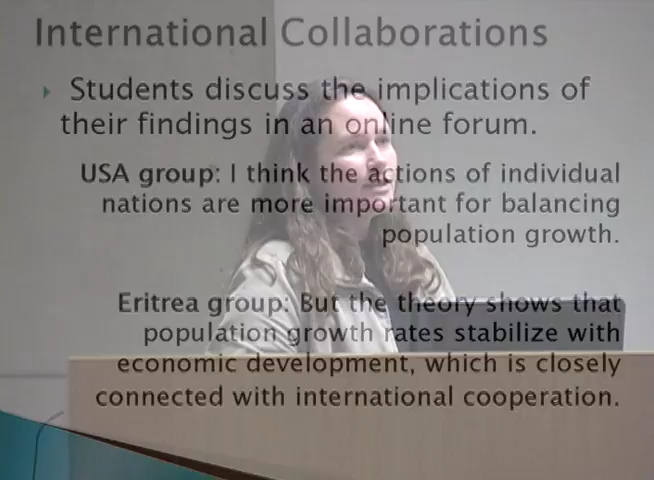 International Collaborations
Students discuss the implications of
their findings in an online forum.
USA group: I think the actions of individual
nations are more important for balancing
population growth.
Eritrea group: But the theory shows that
population growth rates stabilize with
economic development, which is closely
connected with international cooperation.